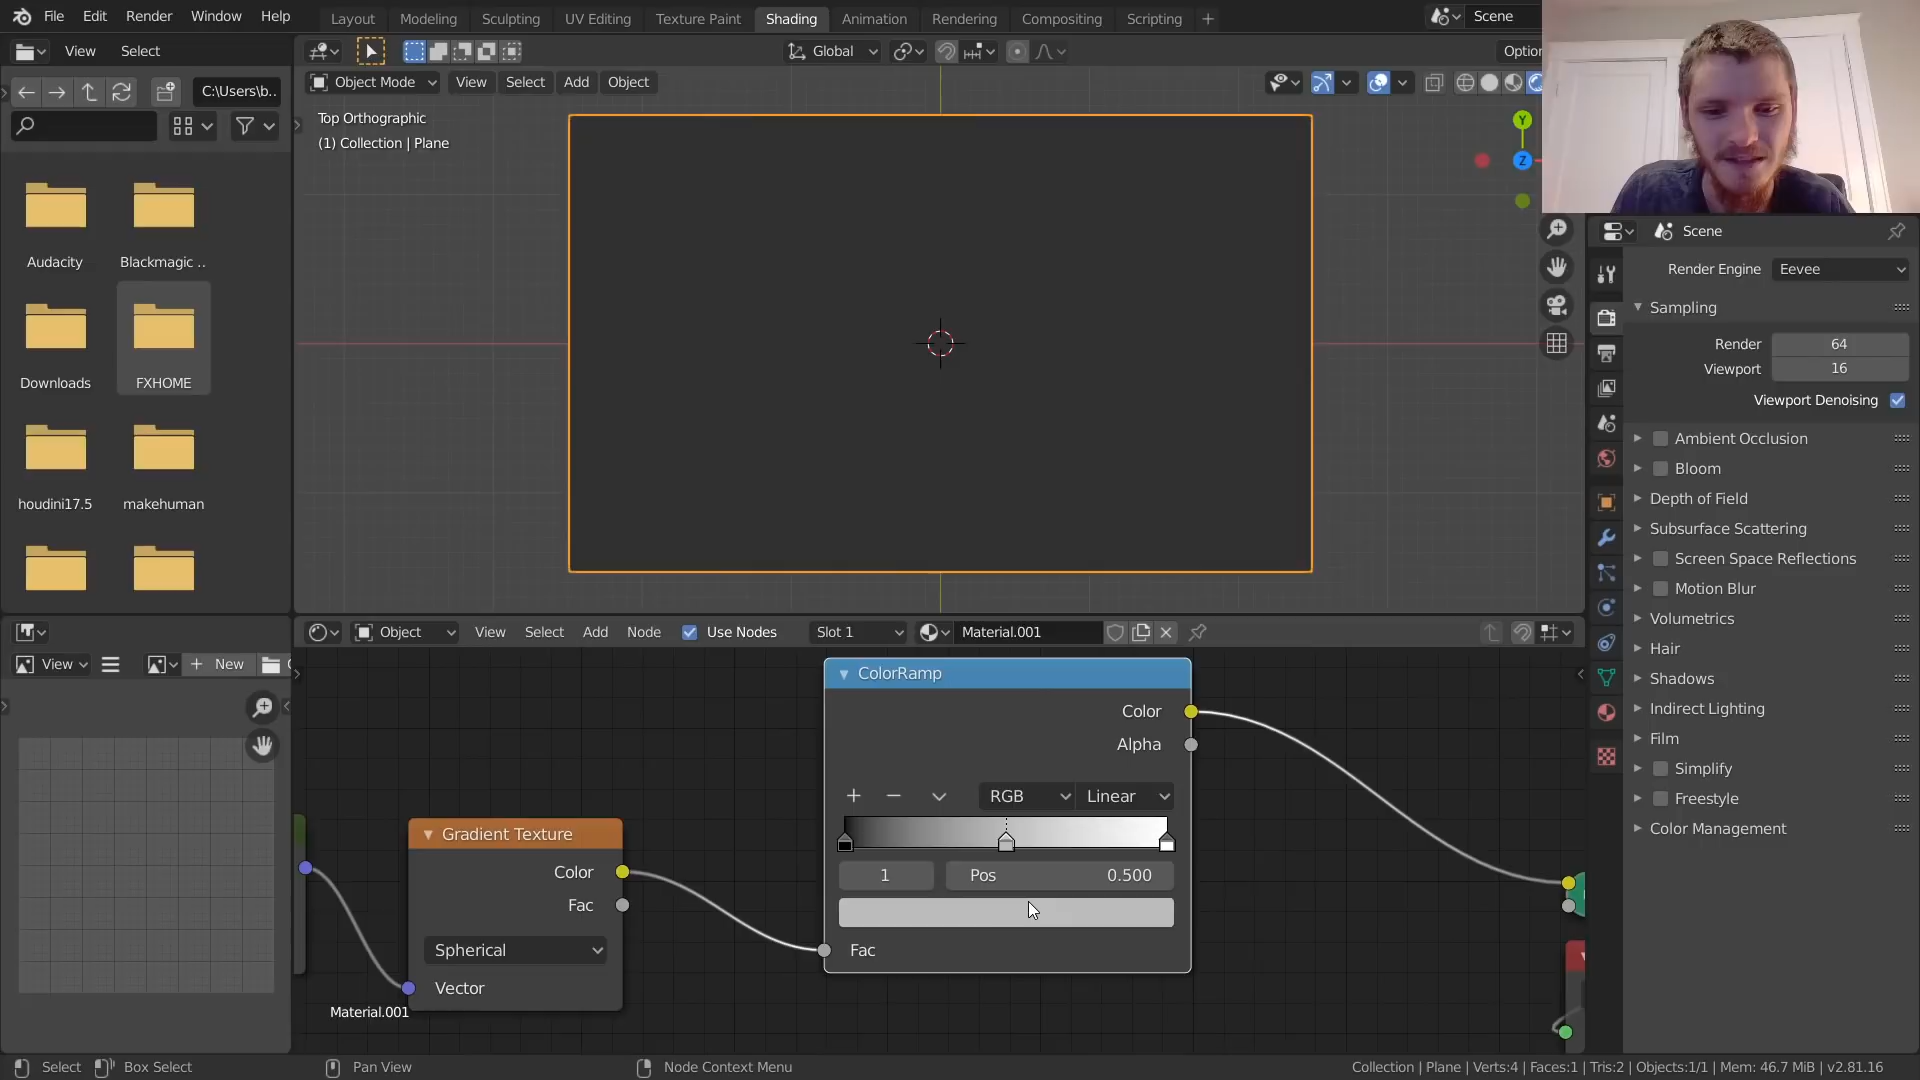 File Edit Render Window Help
Layout Modeling Sculpting UV Editing Texture Paint Shading Animation Rendering Compositing Scripting +
Scene
View Select
Global
Optior
C:\Users\b..
Object Mode View Select Add Object
Top Orthographic
(1) Collection | Plane
Y
Z
Audacity Blackmagic ..
Downloads FXHOME
houdini17.5 makehuman
Scene
Render Engine Eevee
Sampling
Render 64
Viewport 16
Viewport Denoising
Ambient Occlusion
Bloom
Depth of Field
Subsurface Scattering
Screen Space Reflections
Motion Blur
Volumetrics
Hair
Shadows
Indirect Lighting
Film
Simplify
Freestyle
Color Management
Object View Select Add Node Use Nodes Slot 1 Material.001
View + New
ColorRamp
Color
Alpha
RGB Linear
1 Pos 0.500
Fac
Gradient Texture
Color
Fac
Spherical
Vector
Material.001
Select Box Select Pan View Node Context Menu
Collection | Plane | Verts:4 | Faces:1 | Tris:2 | Objects:1/1 | Mem: 46.7 MiB | v2.81.16